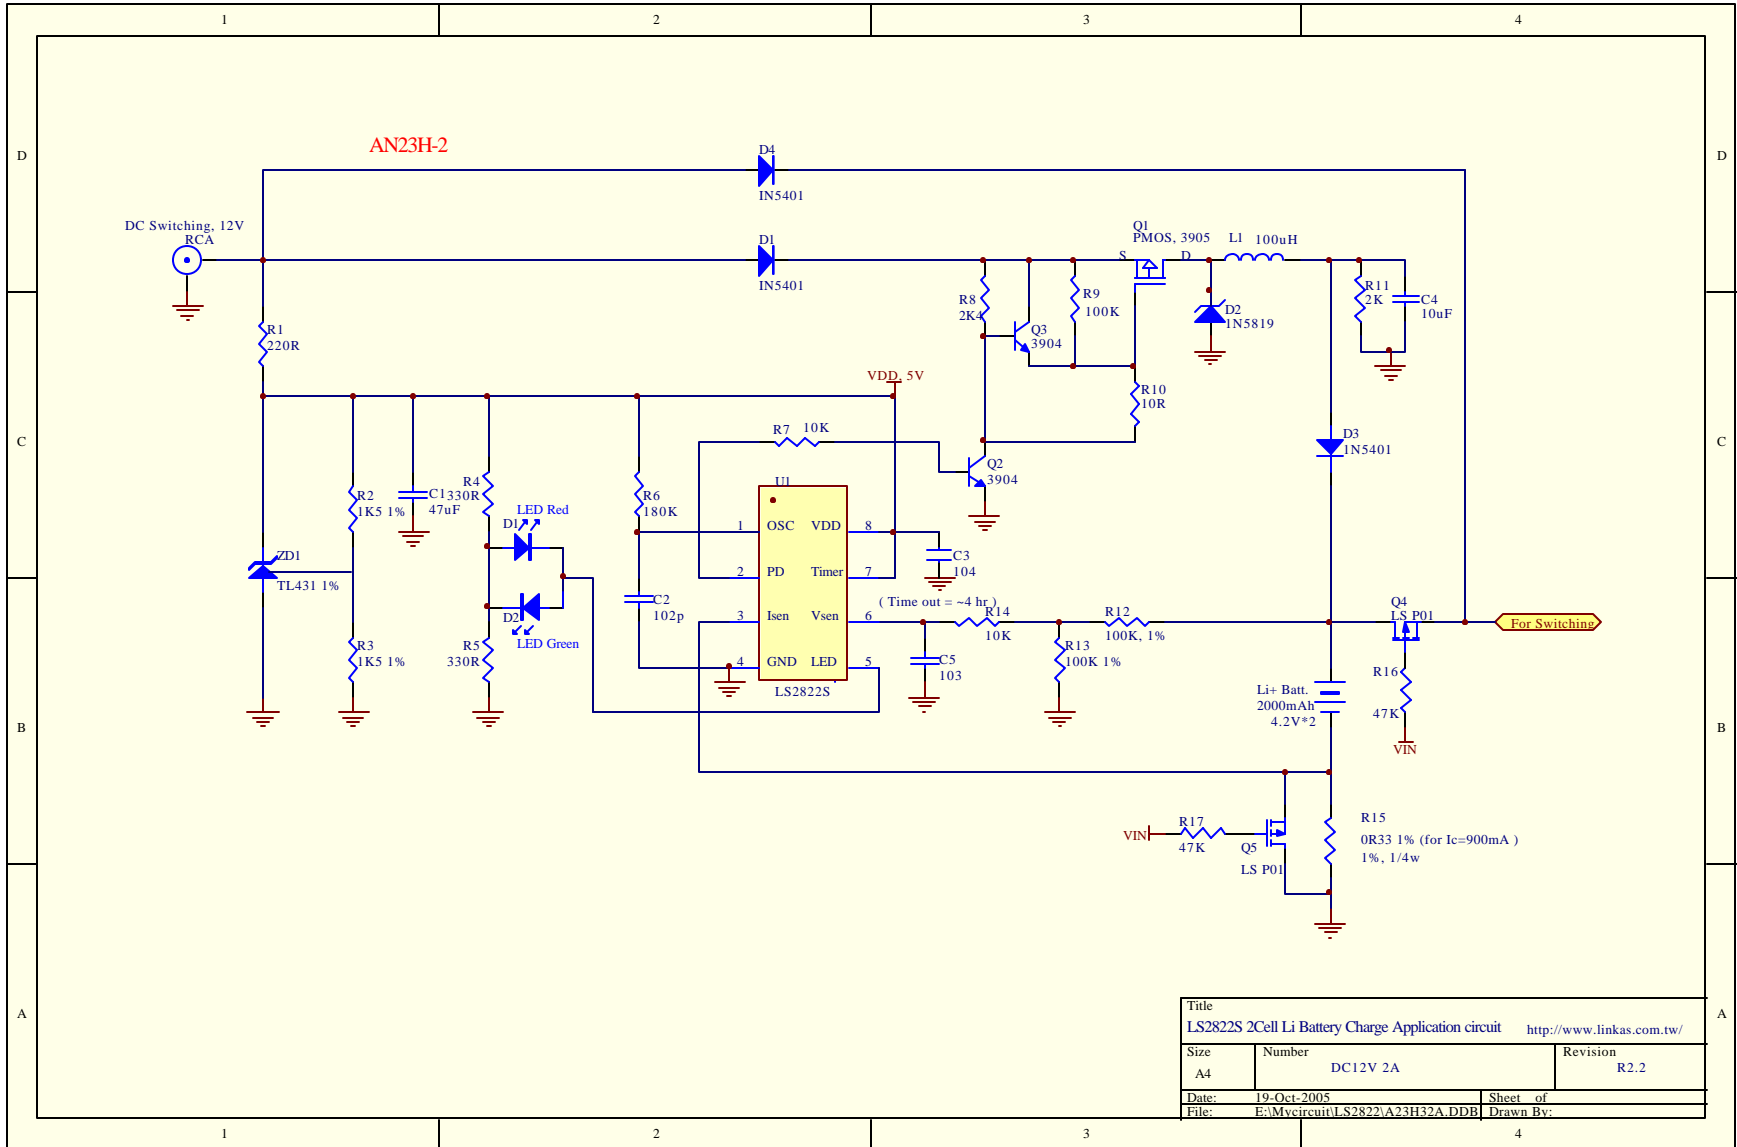 1 2 3 4
D D
AN23H-2
D4
IN5401
DC Switching, 12V
RCA
D1
IN5401
Q1
PMOS, 3905
S D
L1 100uH
R8
2K4
Q3
3904
R9
100K
D2
1N5819
R11
2K
C4
10uF
R1
220R
VDD, 5V
R10
10R
C C
R7 10K
D3
1N5401
Q2
3904
R2
1K5 1%
C1
47uF
R4
330R
LED Red
D1
R6
180K
U1
1 OSC VDD 8
2 PD Timer 7
3 Isen Vsen 6
4 GND LED 5
LS2822S
C3
104
ZD1
TL431 1%
( Time out = ~4 hr )
C2
102p
D2
LED Green
R3
1K5 1%
R5
330R
R14
10K
R12
100K, 1%
R13
100K 1%
C5
103
Q4
LS P01
For Switching
R16
47K
VIN
Li+ Batt.
2000mAh
4.2V*2
B B
VIN
R17
47K
Q5
LS P01
R15
0R33 1% (for Ic=900mA )
1%, 1/4w
A A
Title
LS2822S 2Cell Li Battery Charge Application circuit http://www.linkas.com.tw/
Size Number Revision
A4 DC12V 2A R2.2
Date: 19-Oct-2005 Sheet of
File: E:\Mycircuit\LS2822\A23H32A.DDB Drawn By:
1 2 3 4